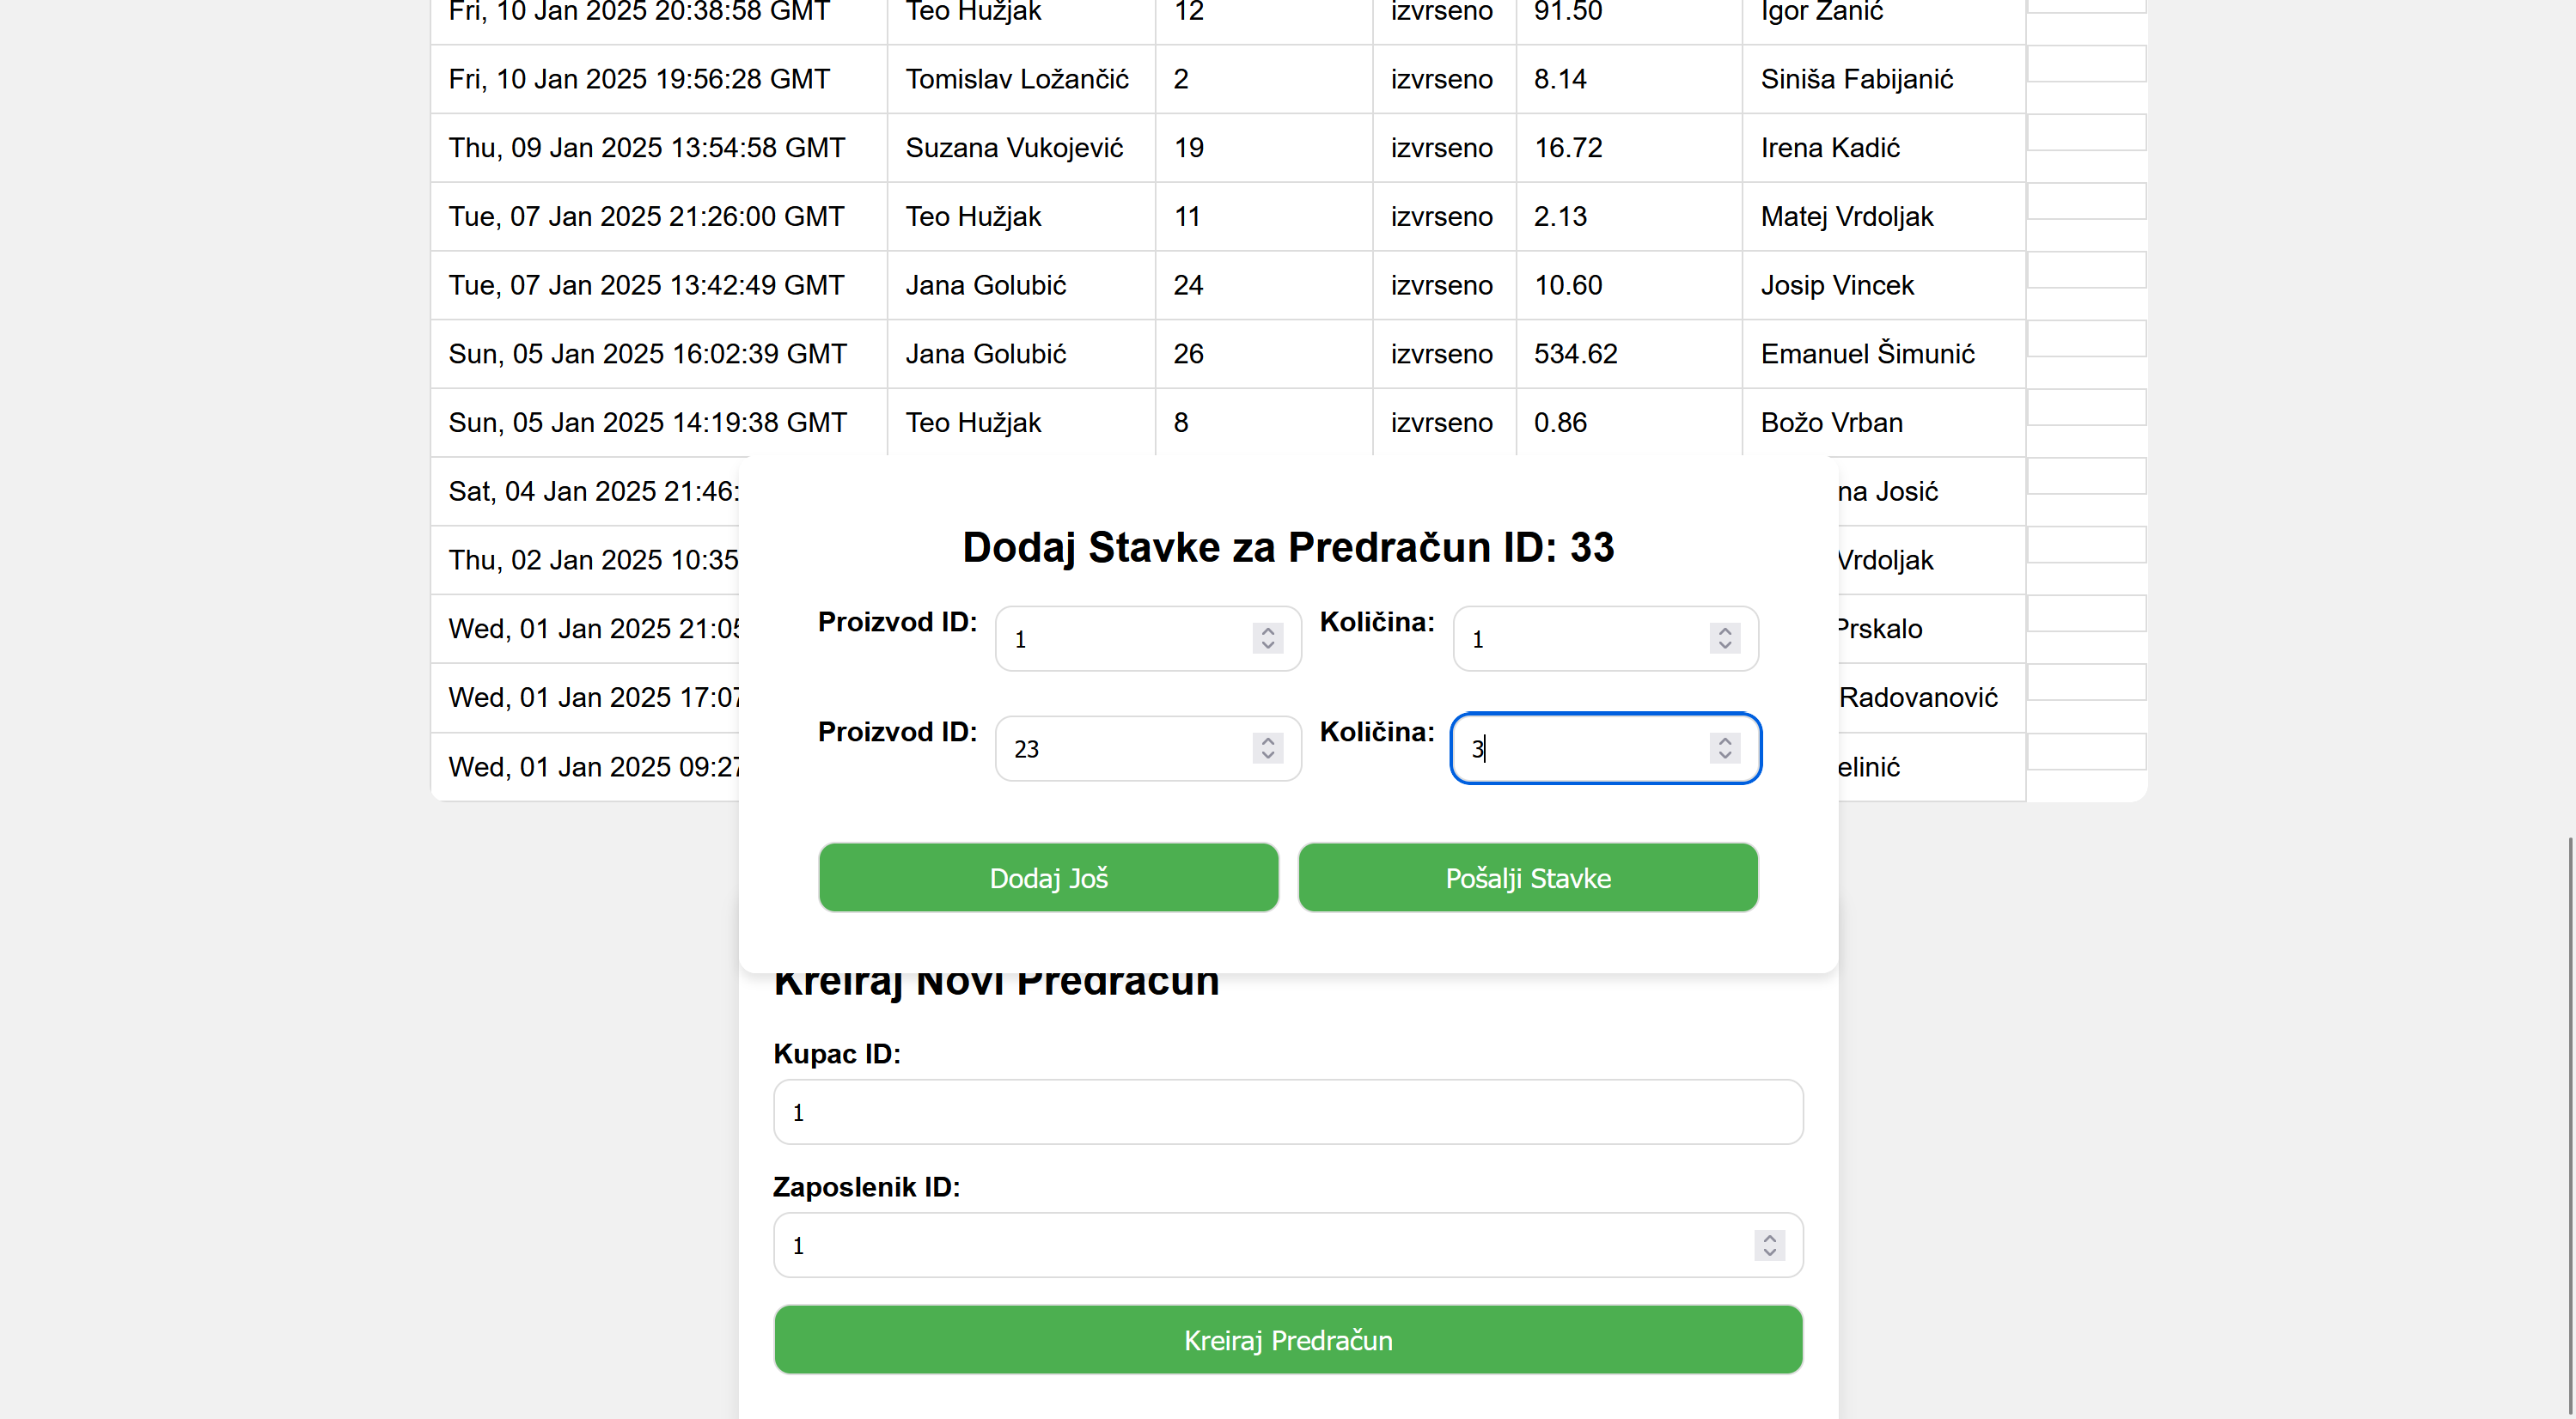 Fri, 10 Jan 2025 20:38:58 GMT Teo Hužjak 12 izvrseno 91.50 Igor Zanić
Fri, 10 Jan 2025 19:56:28 GMT Tomislav Ložančić 2 izvrseno 8.14 Siniša Fabijanić
Thu, 09 Jan 2025 13:54:58 GMT Suzana Vukojević 19 izvrseno 16.72 Irena Kadić
Tue, 07 Jan 2025 21:26:00 GMT Teo Hužjak 11 izvrseno 2.13 Matej Vrdoljak
Tue, 07 Jan 2025 13:42:49 GMT Jana Golubić 24 izvrseno 10.60 Josip Vincek
Sun, 05 Jan 2025 16:02:39 GMT Jana Golubić 26 izvrseno 534.62 Emanuel Šimunić
Sun, 05 Jan 2025 14:19:38 GMT Teo Hužjak 8 izvrseno 0.86 Božo Vrban
Sat, 04 Jan 2025 21:46: na Josić
Thu, 02 Jan 2025 10:35 Vrdoljak
Wed, 01 Jan 2025 21:05 Prskalo
Wed, 01 Jan 2025 17:07 Radovanović
Wed, 01 Jan 2025 09:27 elinić
Dodaj Stavke za Predračun ID: 33
Proizvod ID: 1 Količina: 1
Proizvod ID: 23 Količina: 3
Dodaj Još Pošalji Stavke
Kreiraj Novi Predračun
Kupac ID:
1
Zaposlenik ID:
1
Kreiraj Predračun